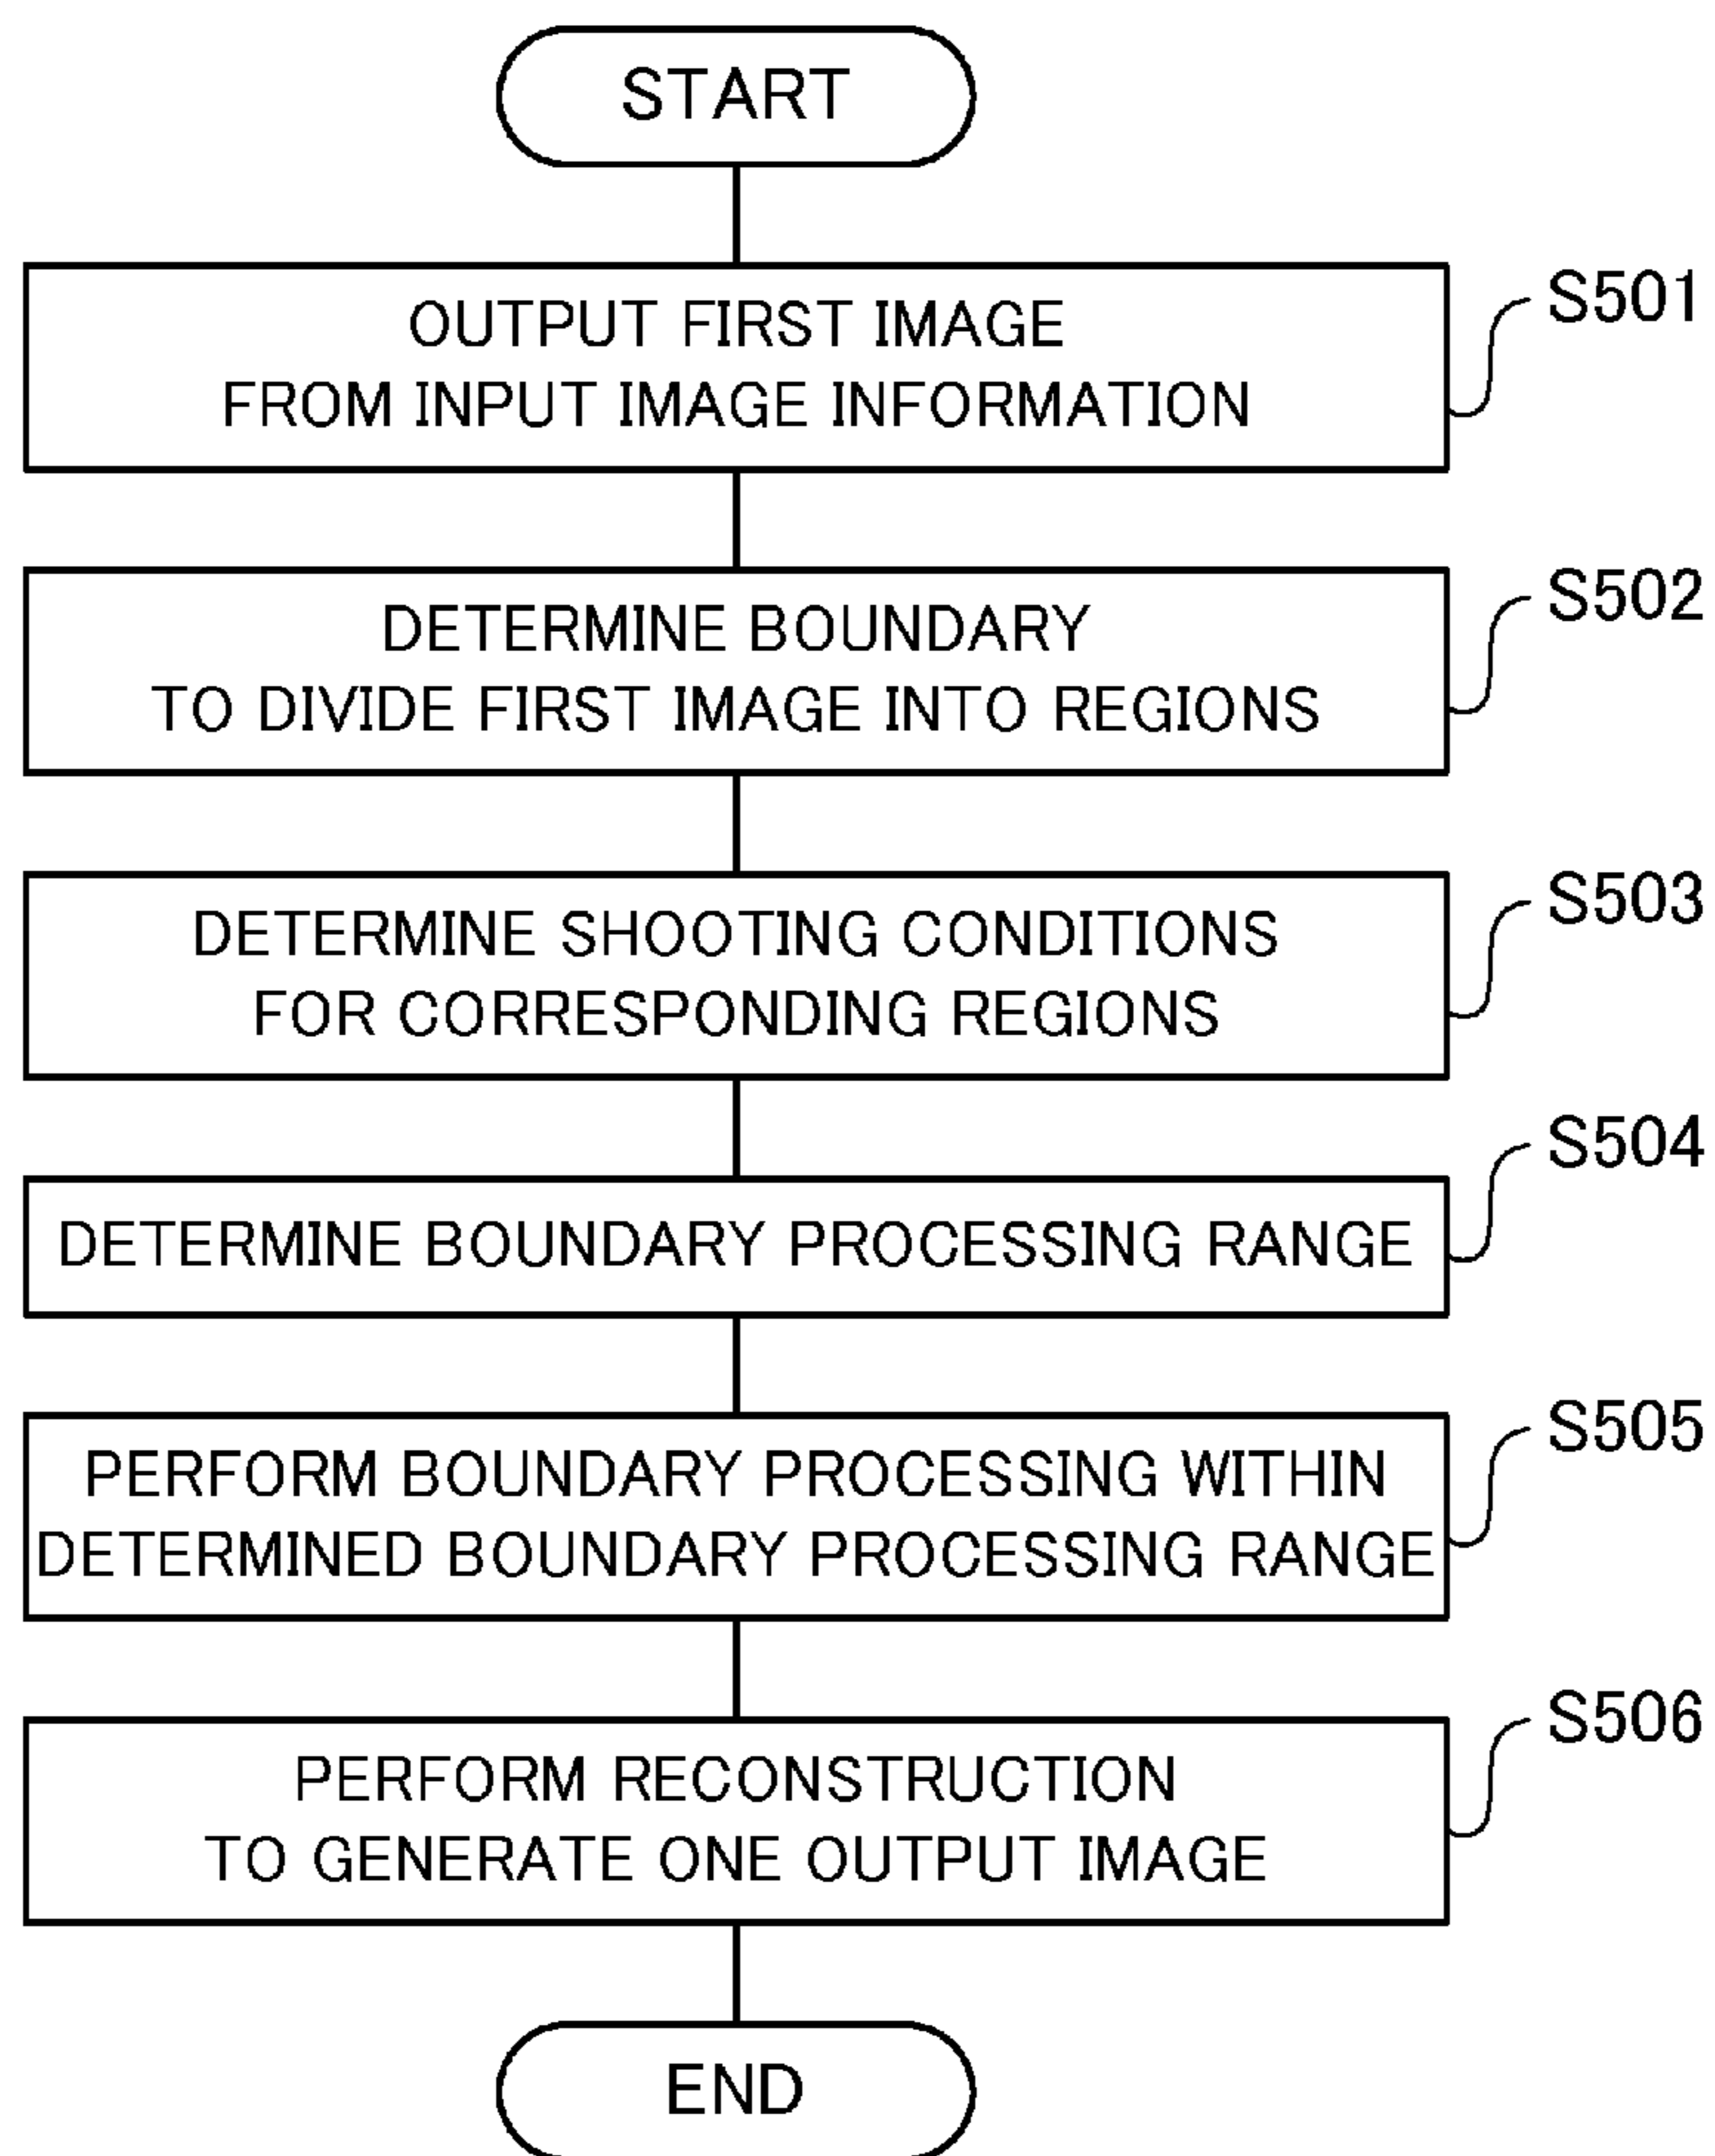 START
OUTPUT FIRST IMAGE
FROM INPUT IMAGE INFORMATION
S501
DETERMINE BOUNDARY
TO DIVIDE FIRST IMAGE INTO REGIONS
S502
DETERMINE SHOOTING CONDITIONS
FOR CORRESPONDING REGIONS
S503
DETERMINE BOUNDARY PROCESSING RANGE
S504
PERFORM BOUNDARY PROCESSING WITHIN
DETERMINED BOUNDARY PROCESSING RANGE
S505
PERFORM RECONSTRUCTION
TO GENERATE ONE OUTPUT IMAGE
S506
END